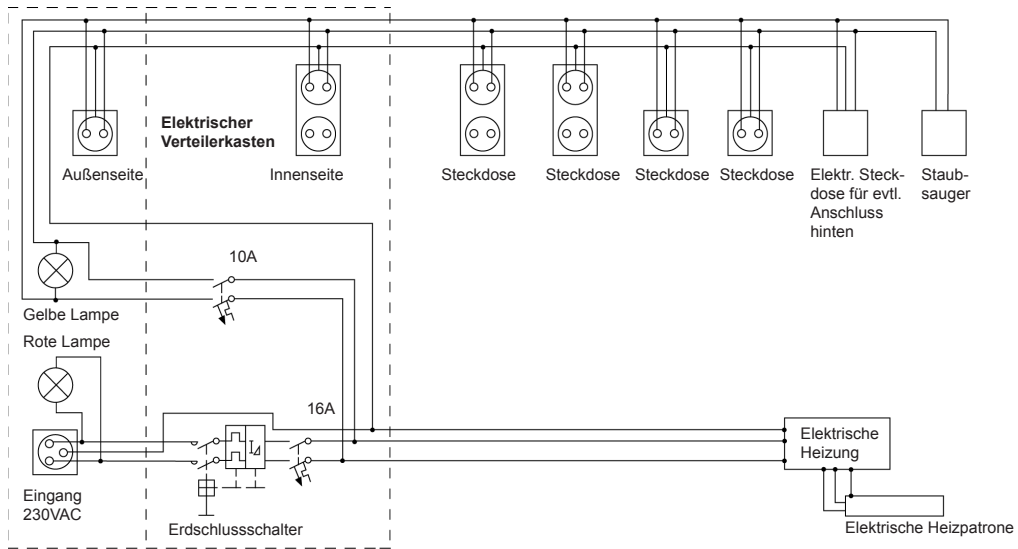 Elektrischer
Verteilerkasten
Außenseite
Innenseite
Steckdose
Steckdose
Steckdose
Steckdose
Elektr. Steck-
dose für evtl.
Anschluss
hinten
Staub-
sauger
10A
Gelbe Lampe
Rote Lampe
16A
Elektrische
Heizung
Eingang
230VAC
Erdschlussschalter
Elektrische Heizpatrone